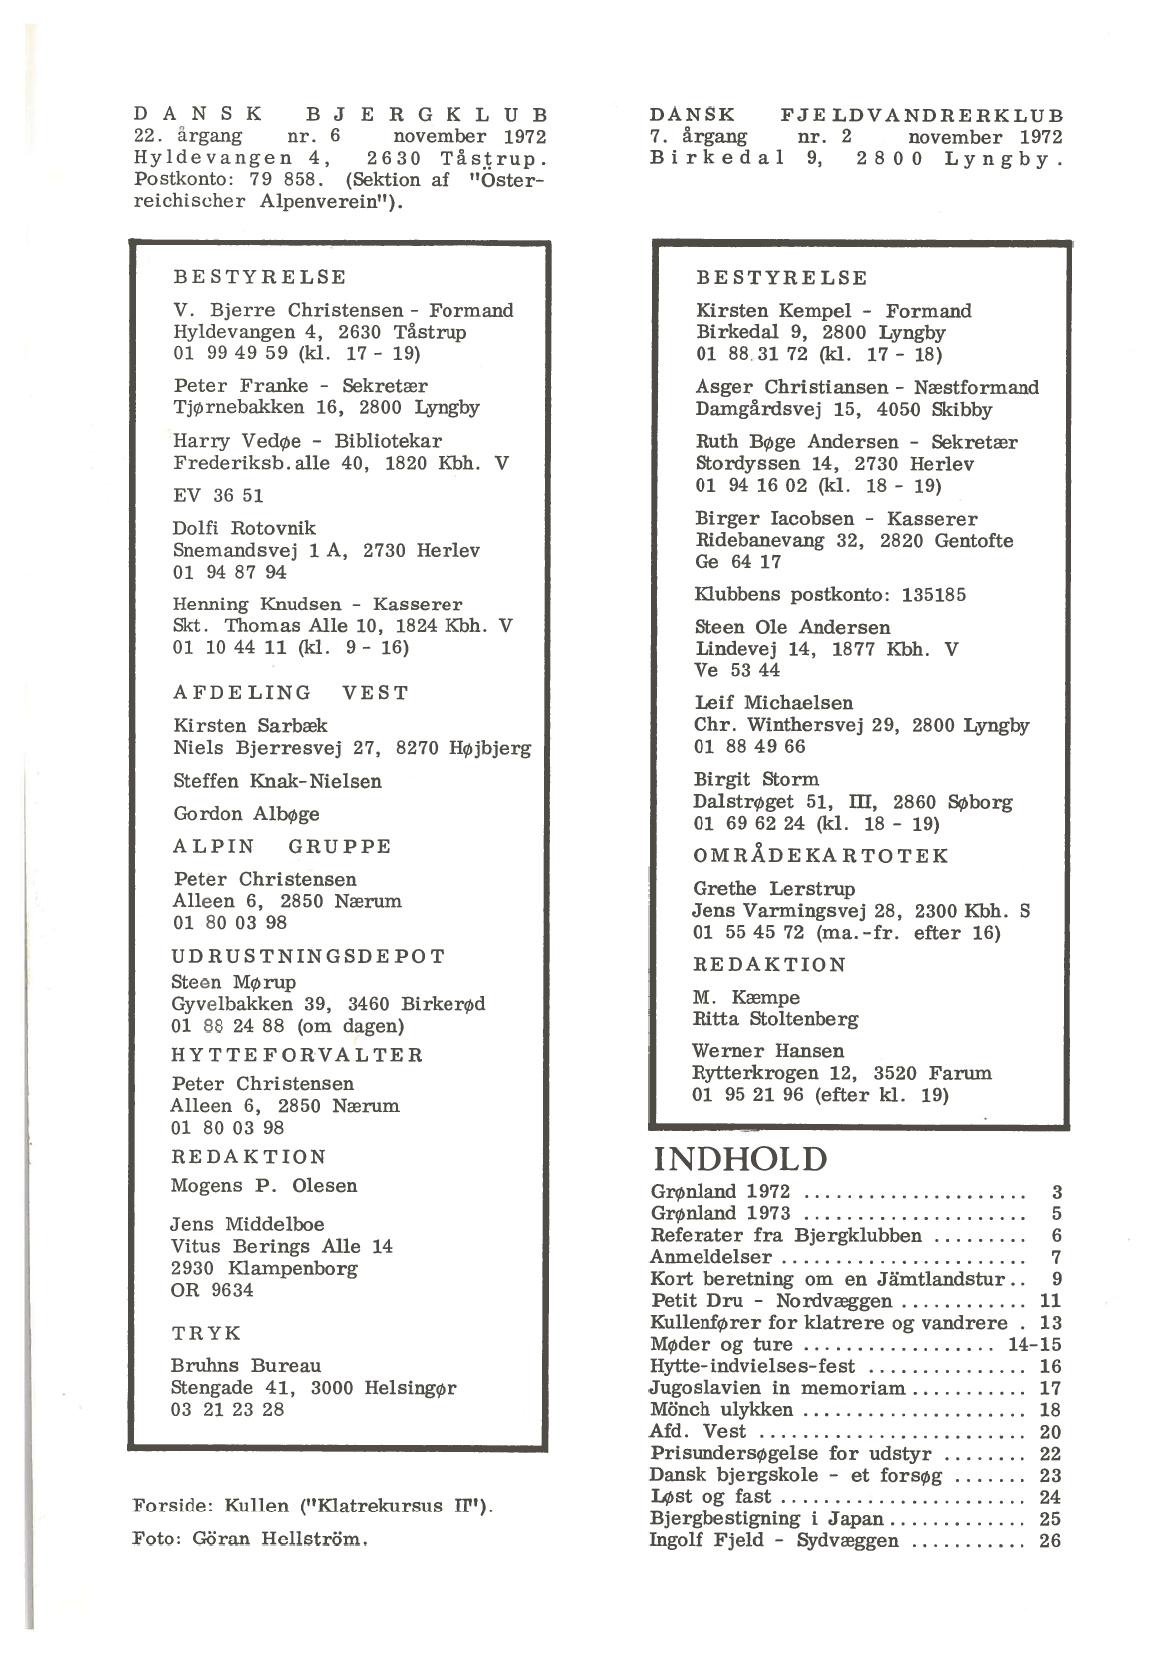 DANSK BJERGKLUB
22. årgang nr. 6 november 1972
Hyldevangen 4, 2630 Tåstrup.
Postkonto: 79 858. (Sektion af "Öster-
reichischer Alpenverein").
BESTYRELSE
V. Bjerre Christensen - Formand
Hyldevangen 4, 2630 Tåstrup
01 99 49 59 (kl. 17 - 19)
Peter Franke - Sekretær
Tjørnebakken 16, 2800 Lyngby
Harry Vedøe - Bibliotekar
Frederiksb.alle 40, 1820 Kbh. V
EV 36 51
Dolfi Rotovnik
Snemandsvej 1 A, 2730 Herlev
01 94 87 94
Henning Knudsen - Kasserer
Skt. Thomas Alle 10, 1824 Kbh. V
01 10 44 11 (kl. 9 - 16)
AFDELING VEST
Kirsten Sarbæk
Niels Bjerresvej 27, 8270 Højbjerg
Steffen Knak-Nielsen
Gordon Albøge
ALPIN GRUPPE
Peter Christensen
Alleen 6, 2850 Nærum
01 80 03 98
UDRUSTNINGSDEPOT
Steen Mørup
Gyvelbakken 39, 3460 Birkerød
01 88 24 88 (om dagen)
HYTTEFORVALTER
Peter Christensen
Alleen 6, 2850 Nærum
01 80 03 98
REDAKTION
Mogens P. Olesen
Jens Middelboe
Vitus Berings Alle 14
2930 Klampenborg
OR 9634
TRYK
Bruhns Bureau
Stengade 41, 3000 Helsingør
03 21 23 28
Forside: Kullen ("Klatrekursus II").
Foto: Göran Hellström.
DANSK FJELDVANDRERKLUB
7. årgang nr. 2 november 1972
Birkedal 9, 2800 Lyngby.
BESTYRELSE
Kirsten Kempel - Formand
Birkedal 9, 2800 Lyngby
01 88 31 72 (kl. 17 - 18)
Asger Christiansen - Næstformand
Damgårdsvej 15, 4050 Skibby
Ruth Bøge Andersen - Sekretær
Stordyssen 14, 2730 Herlev
01 94 16 02 (kl. 18 - 19)
Birger Iacobsen - Kasserer
Ridebanevang 32, 2820 Gentofte
Ge 64 17
Klubbens postkonto: 135185
Steen Ole Andersen
Lindevej 14, 1877 Kbh. V
Ve 53 44
Leif Michaelsen
Chr. Winthersvej 29, 2800 Lyngby
01 88 49 66
Birgit Storm
Dalstrøget 51, III, 2860 Søborg
01 69 62 24 (kl. 18 - 19)
OMRÅDEKARTOTEK
Grethe Lerstrup
Jens Varmingsvej 28, 2300 Kbh. S
01 55 45 72 (ma.-fr. efter 16)
REDAKTION
M. Kæmpe
Ritta Stoltenberg
Werner Hansen
Rytterkrogen 12, 3520 Farum
01 95 21 96 (efter kl. 19)
INDHOLD
Grønland 1972 ..................... 3
Grønland 1973 ..................... 5
Referater fra Bjergklubben ......... 6
Anmeldelser ....................... 7
Kort beretning om en Jämtlandstur.. 9
Petit Dru - Nordvæggen ............ 11
Kullenfører for klatrere og vandrere . 13
Møder og ture .................. 14-15
Hytte-indvielses-fest ............... 16
Jugoslavien in memoriam ........... 17
Mönch ulykken ..................... 18
Afd. Vest ......................... 20
Prisundersøgelse for udstyr ........ 22
Dansk bjergskole - et forsøg ....... 23
Løst og fast ....................... 24
Bjergbestigning i Japan ............. 25
Ingolf Fjeld - Sydvæggen ........... 26